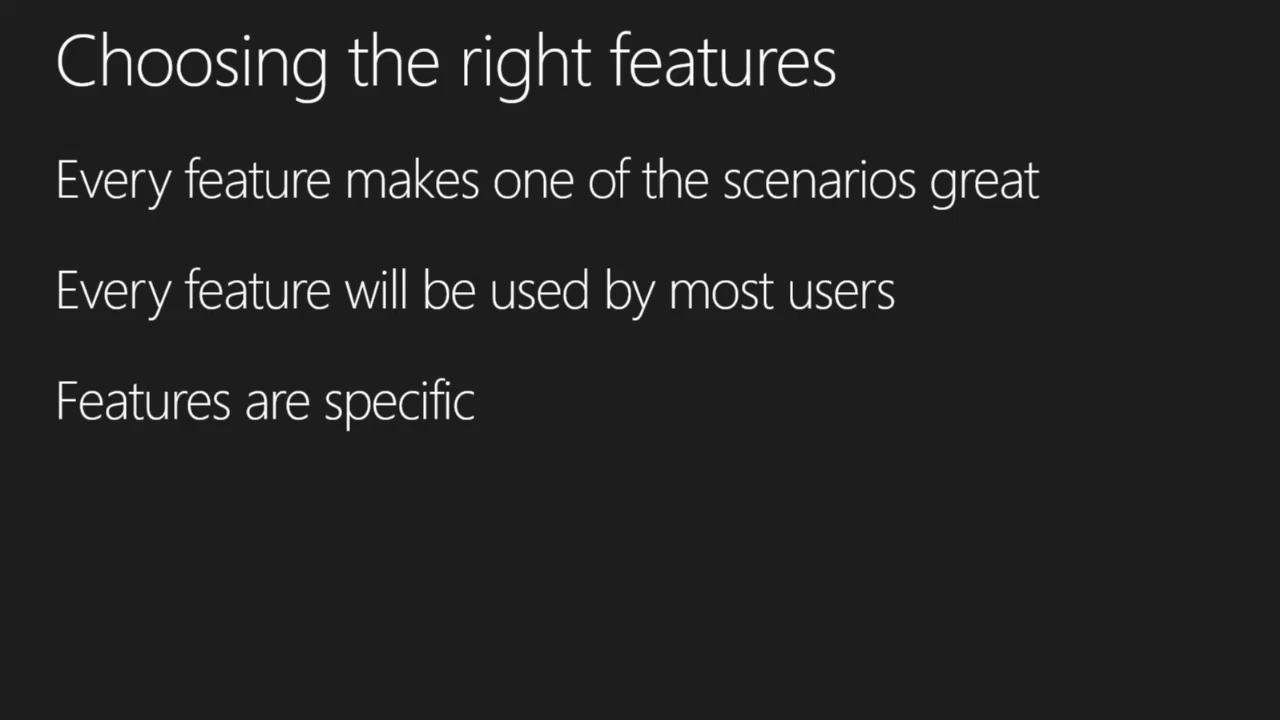 Choosing the right features
Every feature makes one of the scenarios great
Every feature will be used by most users
Features are specific